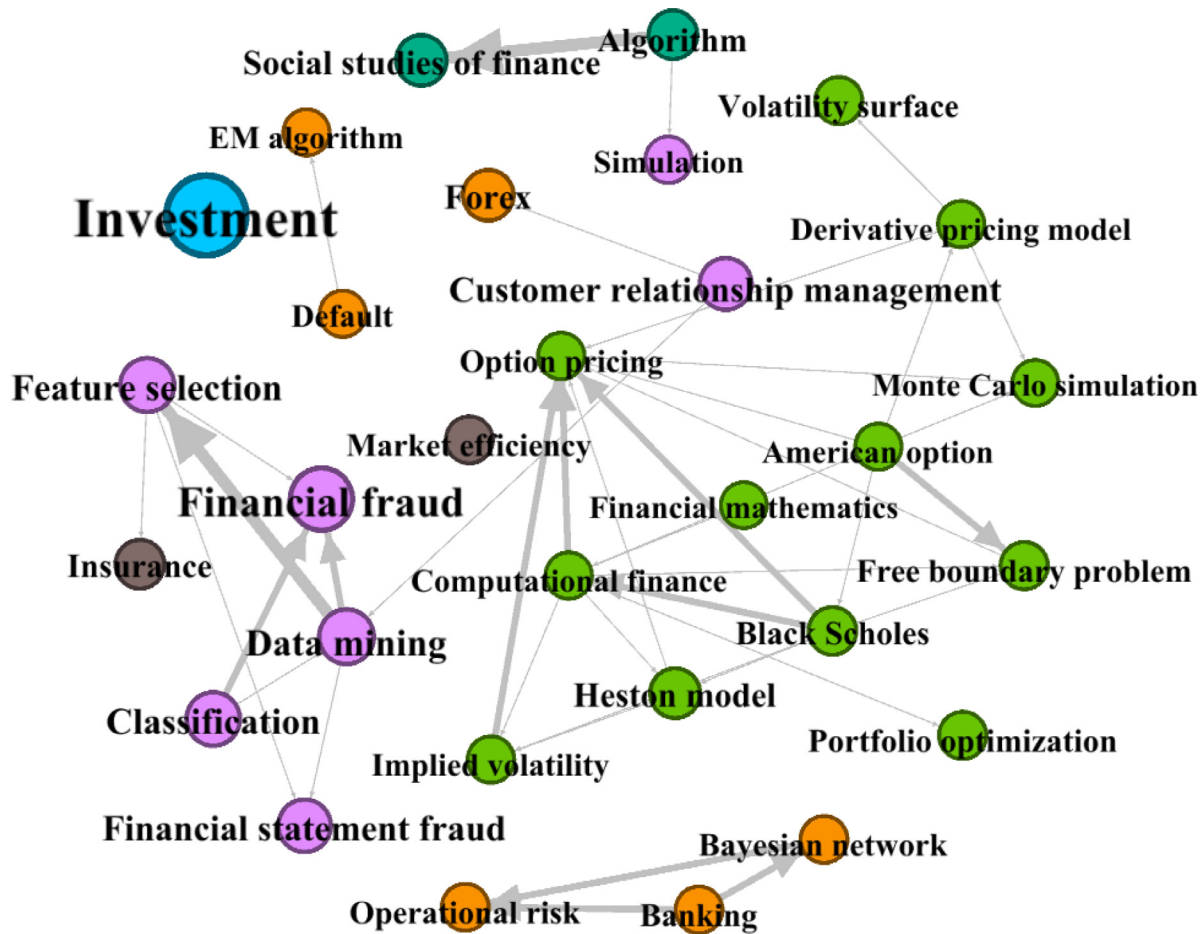 Algorithm
Social studies of finance
Volatility surface
EM algorithm
Simulation
Forex
Investment
Derivative pricing model
Customer relationship management
Default
Option pricing
Feature selection
Monte Carlo simulation
Market efficiency
American option
Financial fraud
Financial mathematics
Insurance
Computational finance
Free boundary problem
Data mining
Black Scholes
Heston model
Classification
Portfolio optimization
Implied volatility
Financial statement fraud
Bayesian network
Operational risk
Banking